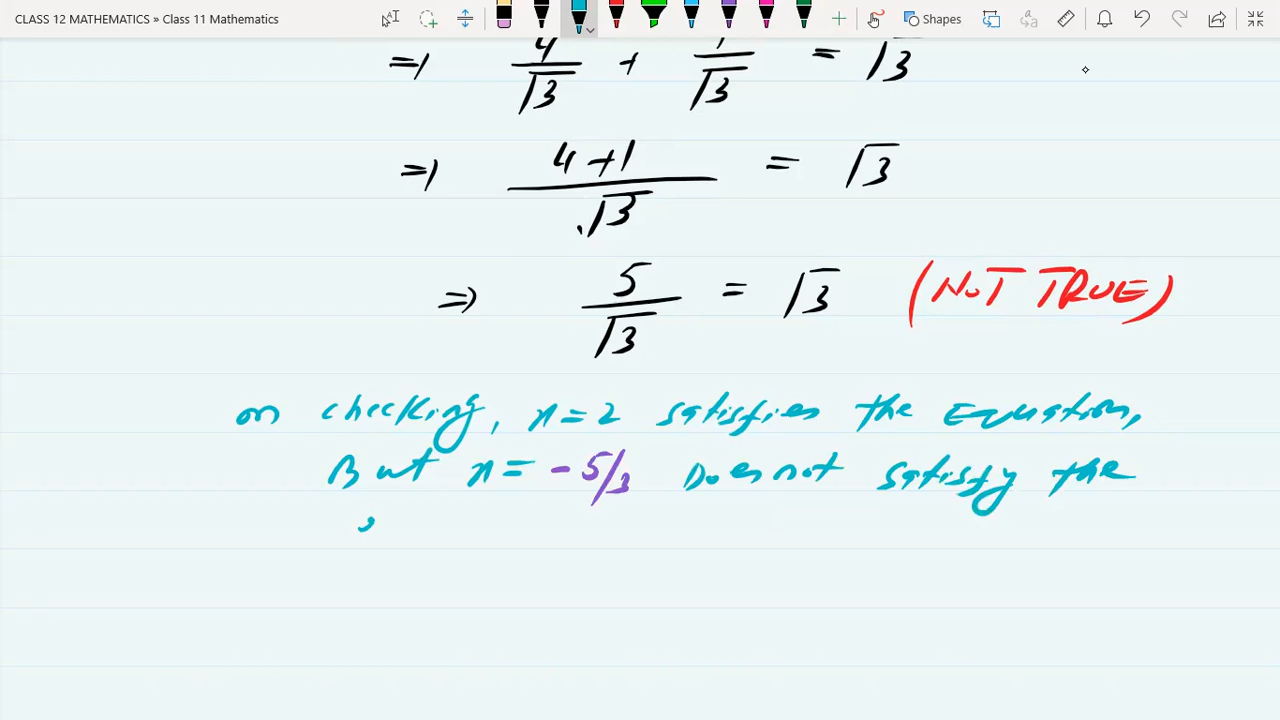 CLASS 12 MATHEMATICS » Class 11 Mathematics Shapes
=> 4/√3 + 1/√3 = √3
=> (4+1)/√3 = √3
=> 5/√3 = √3 (NOT TRUE)
on checking, x=2 satisfies the Equation,
But x= -5/3 Does not satisfy the